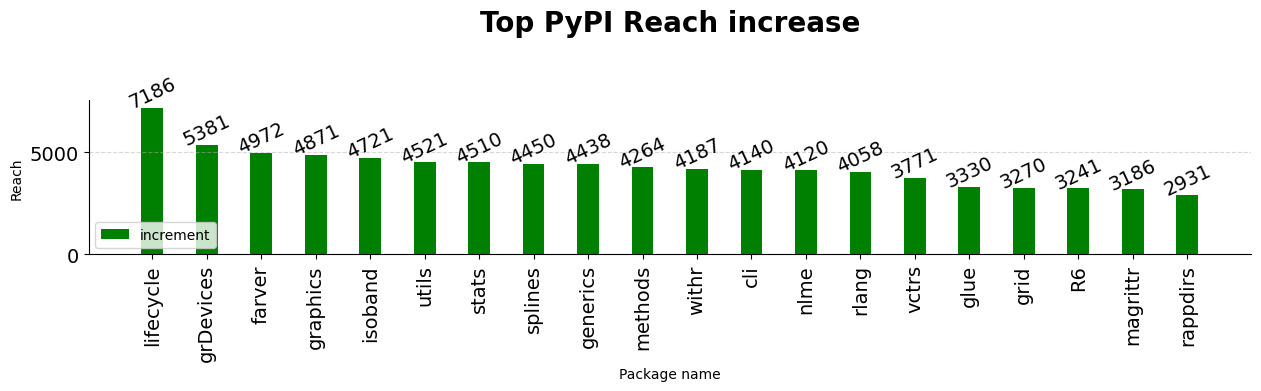 Top PyPI Reach increase
7186
5381
4972
4871
4721
4521
4510
4450
4438
4264
4187
4140
4120
4058
3771
3330
3270
3241
3186
2931
Reach
5000
0
increment
lifecycle
grDevices
farver
graphics
isoband
utils
stats
splines
generics
methods
withr
cli
nlme
rlang
vctrs
glue
grid
R6
magrittr
rappdirs
Package name